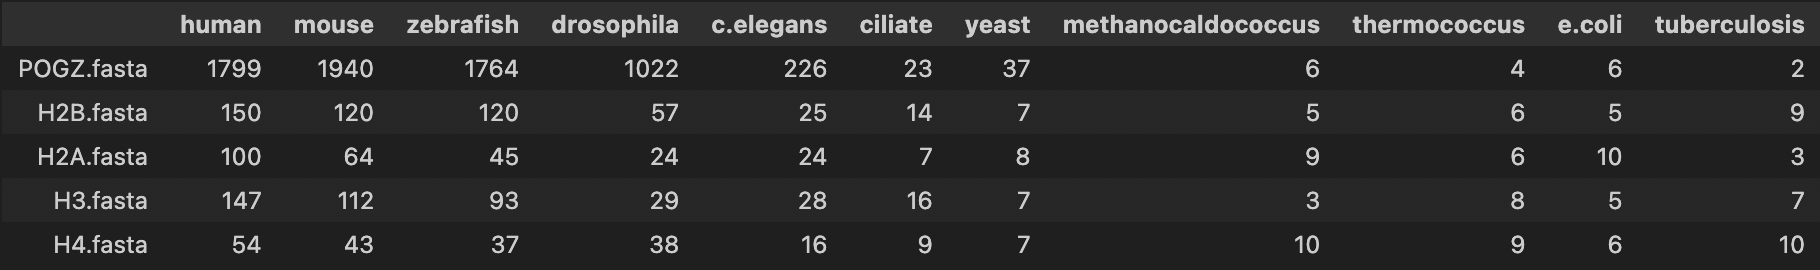 human mouse zebrafish drosophila c.elegans ciliate yeast methanocaldococcus thermococcus e.coli tuberculosis
POGZ.fasta 1799 1940 1764 1022 226 23 37 6 4 6 2
H2B.fasta 150 120 120 57 25 14 7 5 6 5 9
H2A.fasta 100 64 45 24 24 7 8 9 6 10 3
H3.fasta 147 112 93 29 28 16 7 3 8 5 7
H4.fasta 54 43 37 38 16 9 7 10 9 6 10